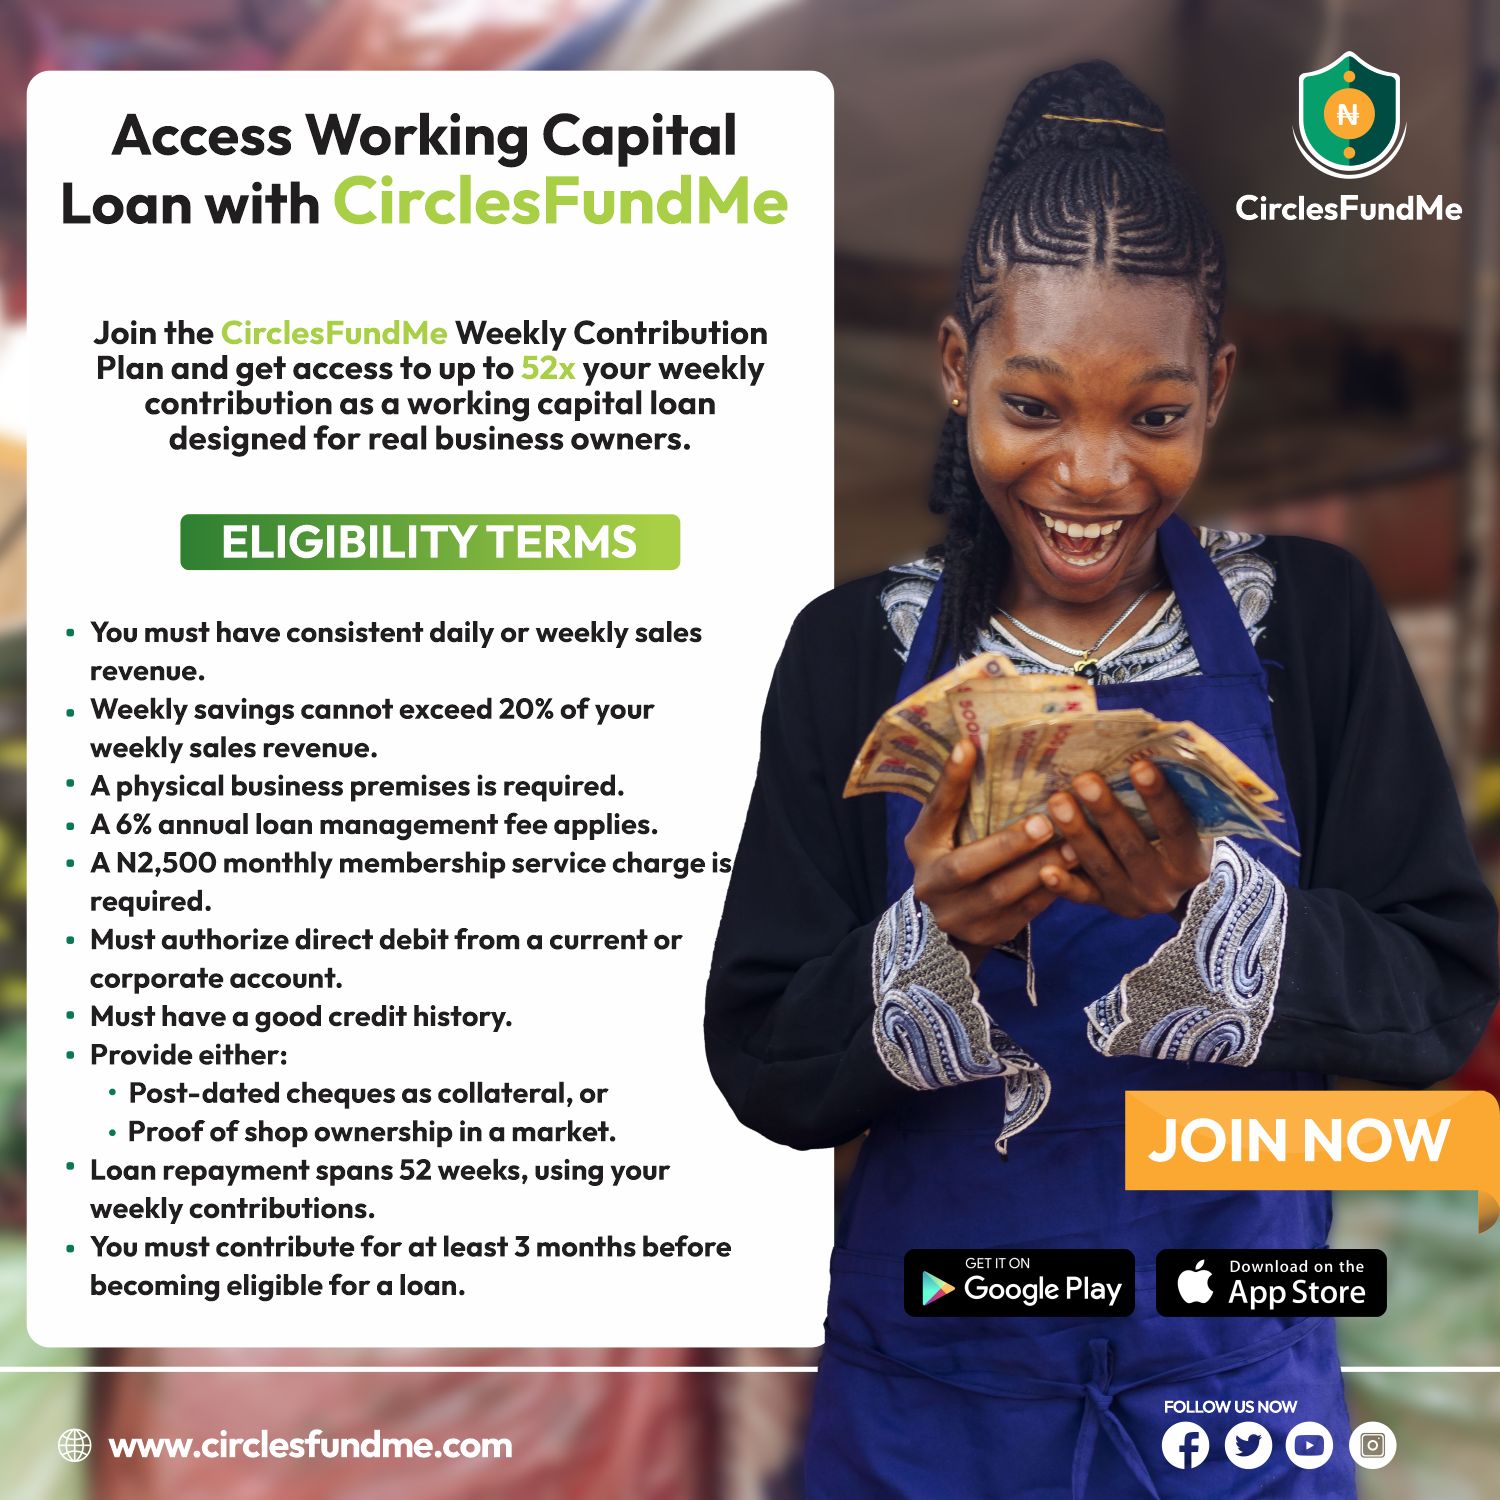 Access Working Capital
Loan with CirclesFundMe
Join the CirclesFundMe Weekly Contribution
Plan and get access to up to 52x your weekly
contribution as a working capital loan
designed for real business owners.
ELIGIBILITY TERMS
• You must have consistent daily or weekly sales
revenue.
• Weekly savings cannot exceed 20% of your
weekly sales revenue.
• A physical business premises is required.
• A 6% annual loan management fee applies.
• A N2,500 monthly membership service charge is
required.
• Must authorize direct debit from a current or
corporate account.
• Must have a good credit history.
• Provide either:
• Post-dated cheques as collateral, or
• Proof of shop ownership in a market.
• Loan repayment spans 52 weeks, using your
weekly contributions.
• You must contribute for at least 3 months before
becoming eligible for a loan.
₦
CirclesFundMe
JOIN NOW
GET IT ON
Google Play
Download on the
App Store
FOLLOW US NOW
www.circlesfundme.com